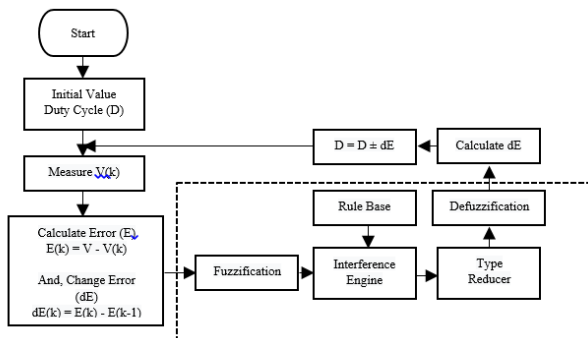 Start
Initial Value
Duty Cycle (D)
Measure V(k)
Calculate Error (E)
E(k) = V - V(k)
And, Change Error
(dE)
dE(k) = E(k) - E(k-1)
Fuzzification
Rule Base
Interference
Engine
Type
Reducer
Defuzzification
Calculate dE
D = D ± dE